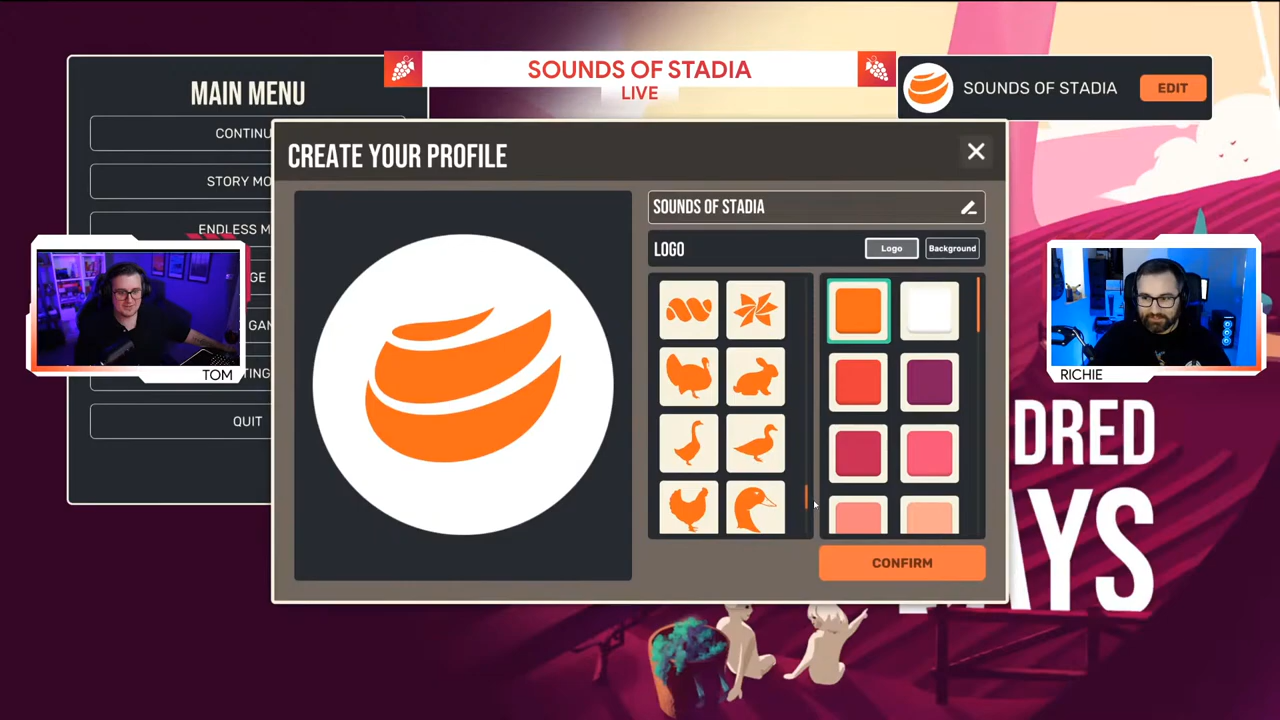 SOUNDS OF STADIA
LIVE
MAIN MENU
SOUNDS OF STADIA
EDIT
CONTINU
CREATE YOUR PROFILE
STORY MO
SOUNDS OF STADIA
ENDLESS M
LOGO
Logo
Background
GE
GA
TING
TOM
RICHIE
QUIT
DRED
AYS
CONFIRM